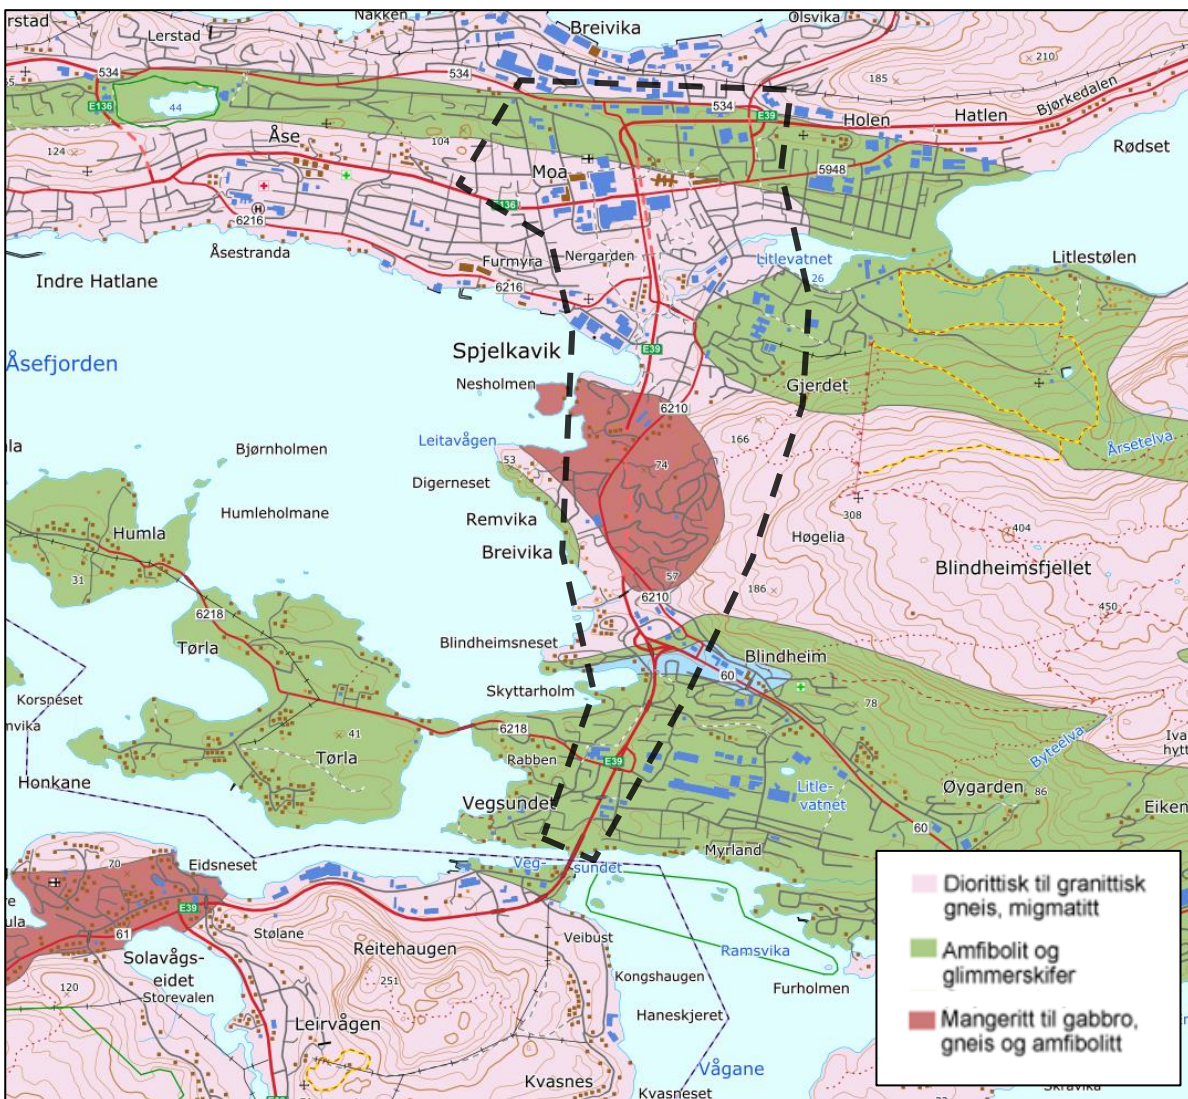 rstad
Nakken
Breivika
Olsvika
Lerstad
210
185
534
534
534
E136
44
E39
Bjørkedalen
Holen
Hatlen
Rødset
124
Åse
104
Moa
5948
E136
6216
H
Åsestranda
Furmyra
Nergarden
Litlevatnet
26
Litlestølen
Indre Hatlane
6216
Åsefjorden
Spjelkavik
E39
Nesholmen
Gjerdet
6210
Leitavågen
166
Årsetelva
Bjørnholmen
53
74
Digerneset
308
Humleholmane
Remvika
404
Humla
Breivika
Høgelia
Blindheimsfjellet
31
57
186
6210
450
6218
Blindheimsneset
Tørla
Blindheim
Skyttarholm
60
Korsneset
78
mvika
6218
41
Byteelva
Iva
hytt
Tørla
Rabben
E39
Honkane
Litle-
vatnet
Øygarden
86
Vegsundet
Eiken
60
Myrland
70
Eidsneset
Veg-
sundet
re
ula
E39
61
Stølane
Reitehaugen
Veibust
Ramsvika
Solavågs-
eidet
251
Kongshaugen
120
Storevalen
Furholmen
Leirvågen
Haneskjeret
Vågane
Kvasnes
Kvasneset
Diorittisk til granittisk
gneis, migmatitt
Amfibolit og
glimmerskifer
Mangeritt til gabbro,
gneis og amfibolitt